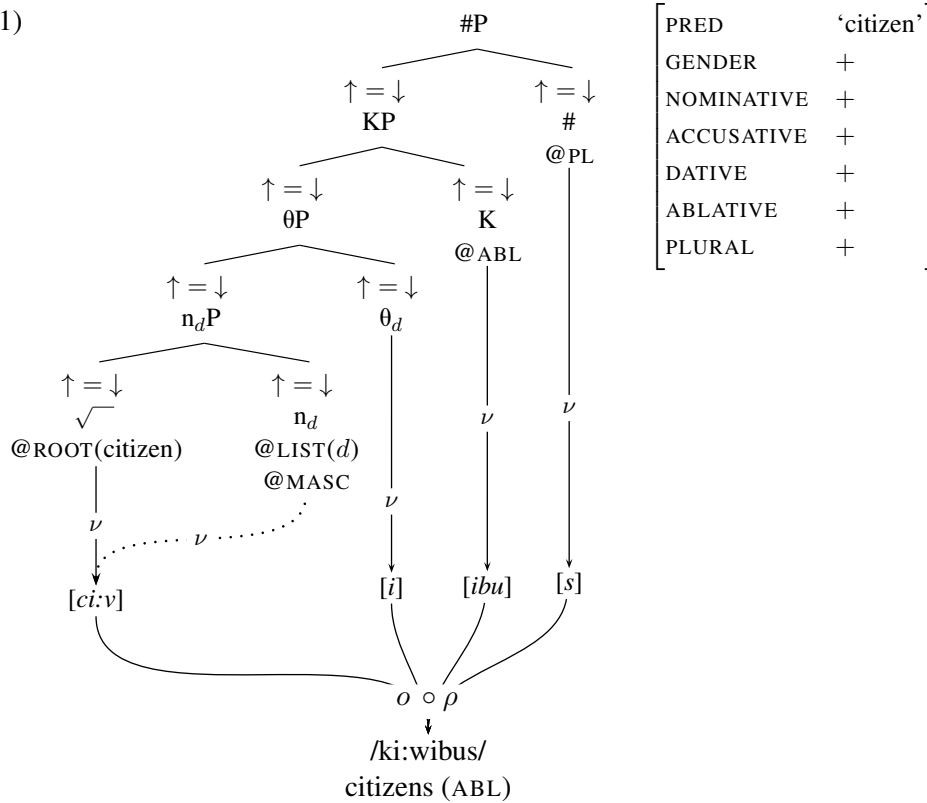 1)
#P
↑ = ↓ ↑ = ↓
KP #
@PL
↑ = ↓ ↑ = ↓
θP K
@ABL
↑ = ↓ ↑ = ↓
n_dP θ_d
↑ = ↓ ↑ = ↓
√ n_d
@ROOT(citizen) @LIST(d)
@MASC
ν ν ν ν ν
[ci:v] [i] [ibu] [s]
o ∘ ρ
/ki:wibus/
citizens (ABL)
PRED ‘citizen’
GENDER +
NOMINATIVE +
ACCUSATIVE +
DATIVE +
ABLATIVE +
PLURAL +